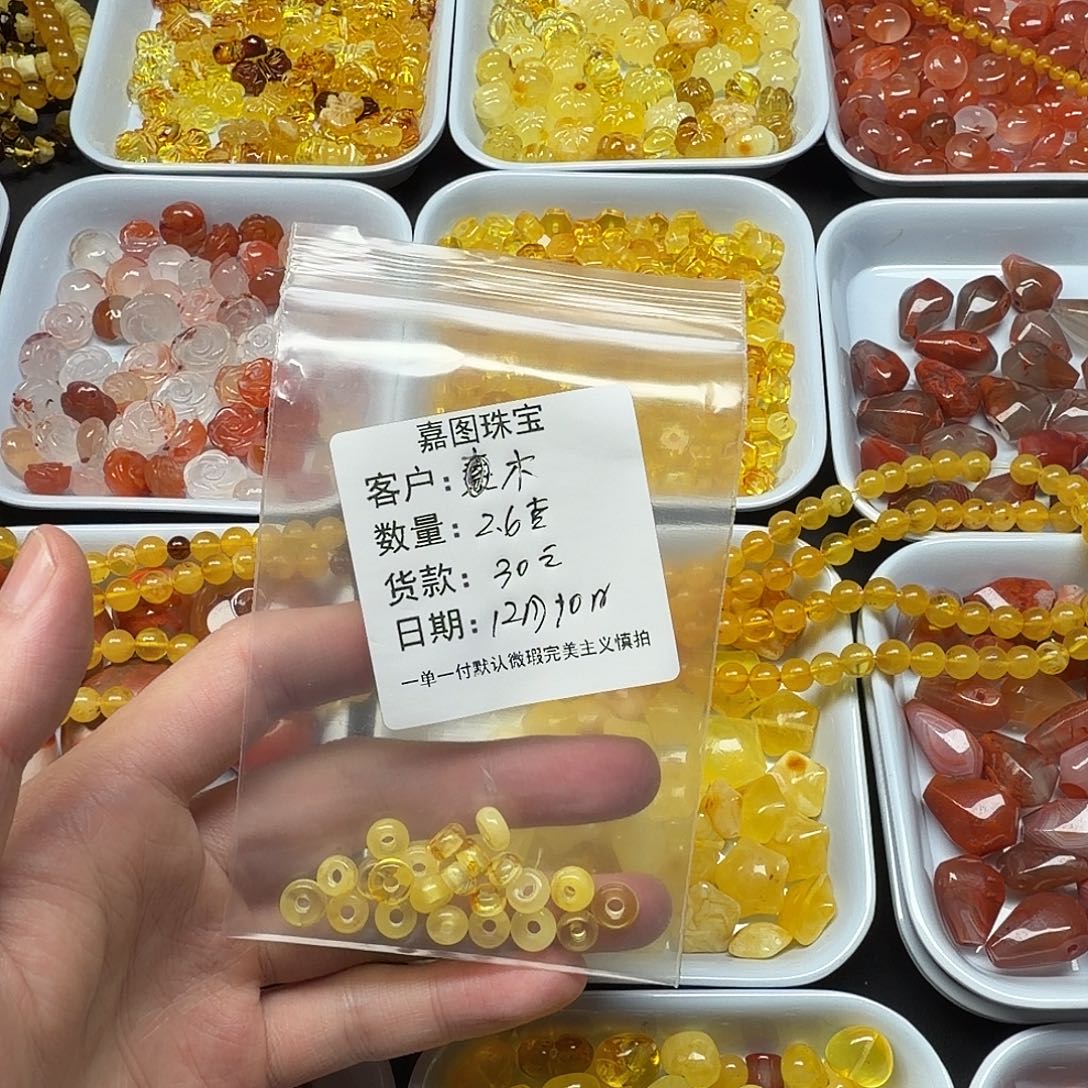 嘉图珠宝
客户: 木
数量: 2.6克
货款: 30元
日期: 12月10日
一单一付默认微瑕完美主义慎拍